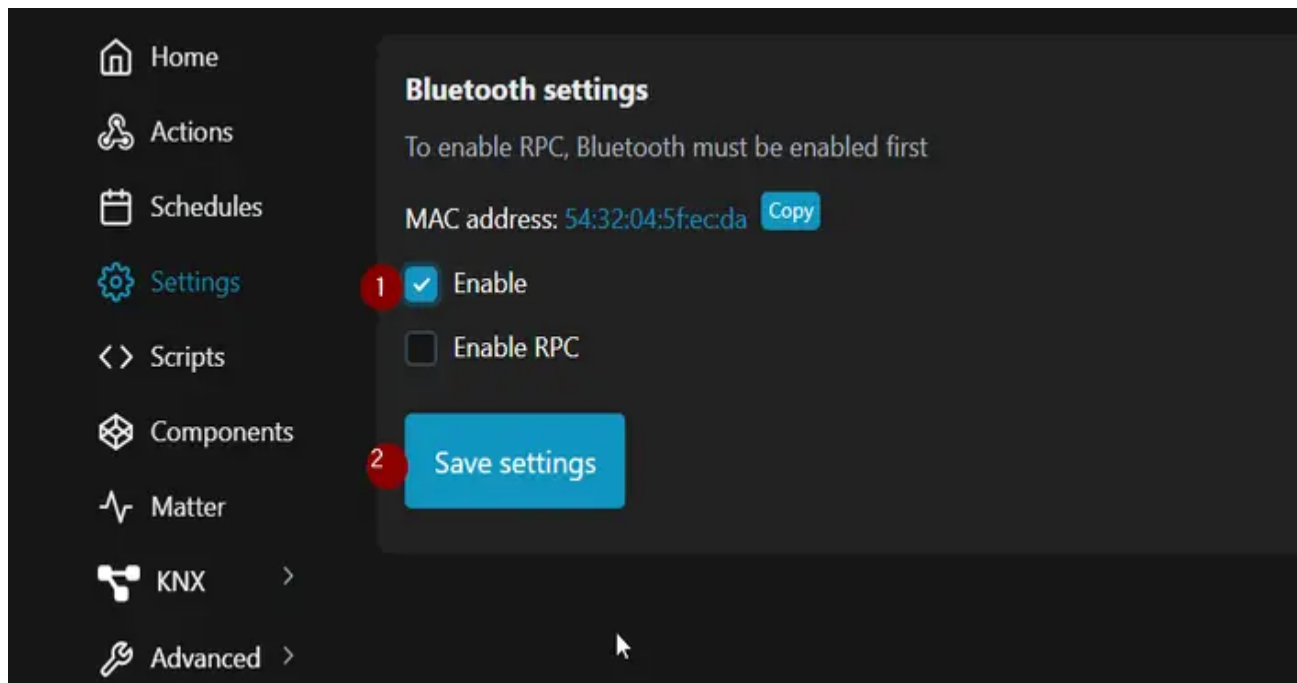 Home
Actions
Schedules
Settings
Scripts
Components
Matter
KNX
Advanced
Bluetooth settings
To enable RPC, Bluetooth must be enabled first
MAC address: 54:32:04:5f:ec:da Copy
1 Enable
Enable RPC
2 Save settings